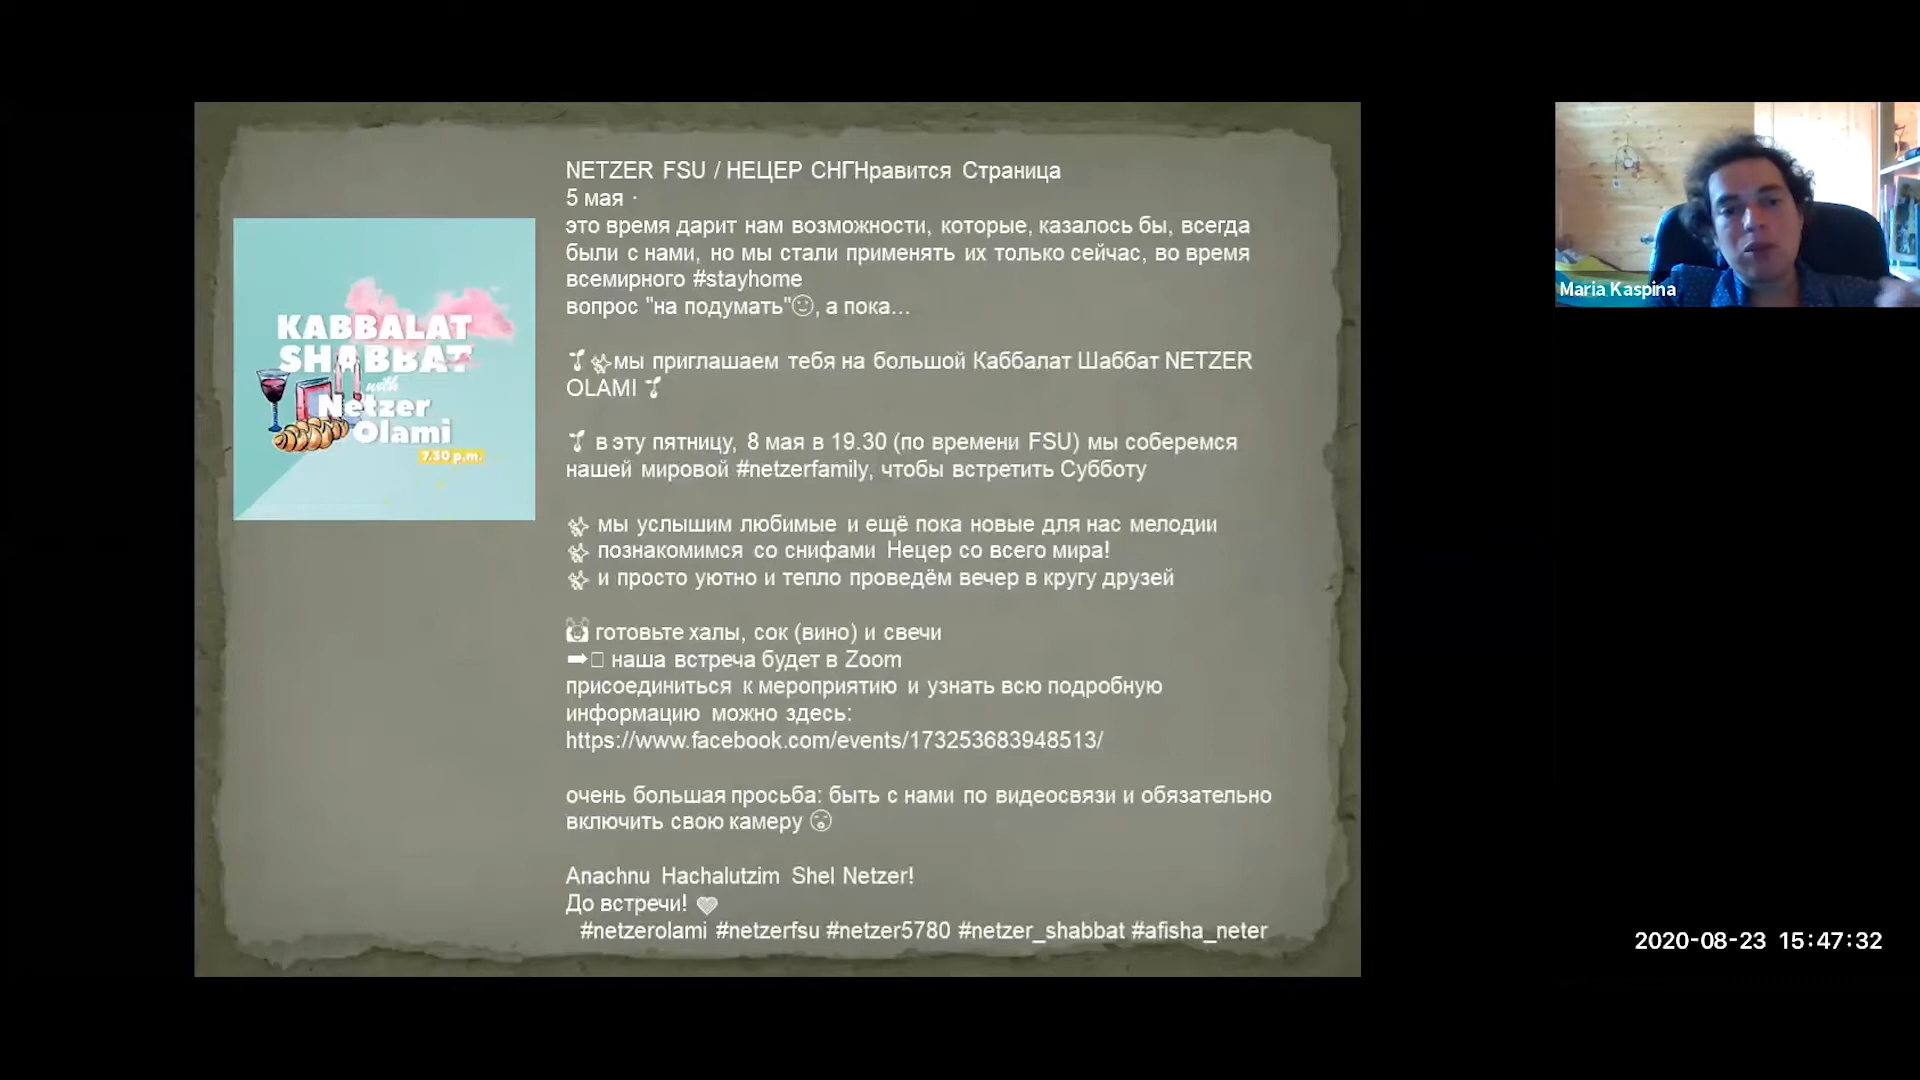 NETZER FSU / НЕЦЕР СНГНравится Страница
5 мая ·
это время дарит нам возможности, которые, казалось бы, всегда
были с нами, но мы стали применять их только сейчас, во время
всемирного #stayhome
вопрос "на подумать"☺, а пока...
мы приглашаем тебя на большой Каббалат Шаббат NETZER
OLAMI
в эту пятницу, 8 мая в 19.30 (по времени FSU) мы соберемся
нашей мировой #netzerfamily, чтобы встретить Субботу
мы услышим любимые и ещё пока новые для нас мелодии
познакомимся со снифами Нецер со всего мира!
и просто уютно и тепло проведём вечер в кругу друзей
готовьте халы, сок (вино) и свечи
➡ наша встреча будет в Zoom
присоединиться к мероприятию и узнать всю подробную
информацию можно здесь:
https://www.facebook.com/events/173253683948513/
очень большая просьба: быть с нами по видеосвязи и обязательно
включить свою камеру
Anachnu Hachalutzim Shel Netzer!
До встречи!
#netzerolami #netzerfsu #netzer5780 #netzer_shabbat #afisha_neter
KABBALAT
SHABBAT
with
Netzer
Olami
7.30 p.m.
Maria Kaspina
2020-08-23 15:47:32